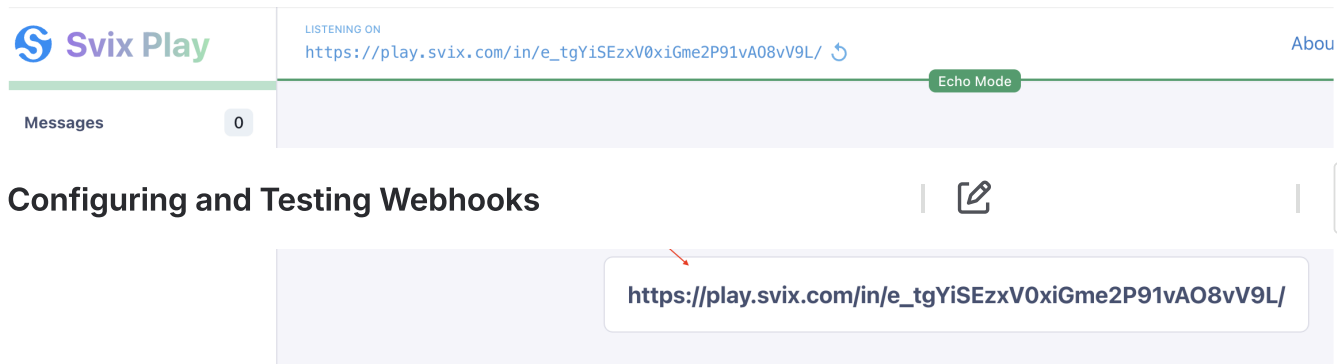 Svix Play
LISTENING ON
https://play.svix.com/in/e_tgYiSEzxV0xiGme2P91vAO8vV9L/
Abou
Echo Mode
Messages
0
Configuring and Testing Webhooks
https://play.svix.com/in/e_tgYiSEzxV0xiGme2P91vAO8vV9L/